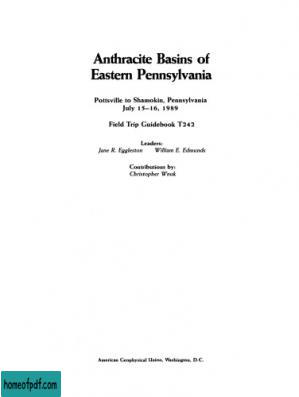 Anthracite Basins of
Eastern Pennsylvania
Pottsville to Shamokin, Pennsylvania
July 15–16, 1989
Field Trip Guidebook T242
Leaders:
Jane R. Eggleston William E. Edmunds
Contributions by:
Christopher Wnuk
American Geophysical Union, Washington, D.C.
homeofpdf.com